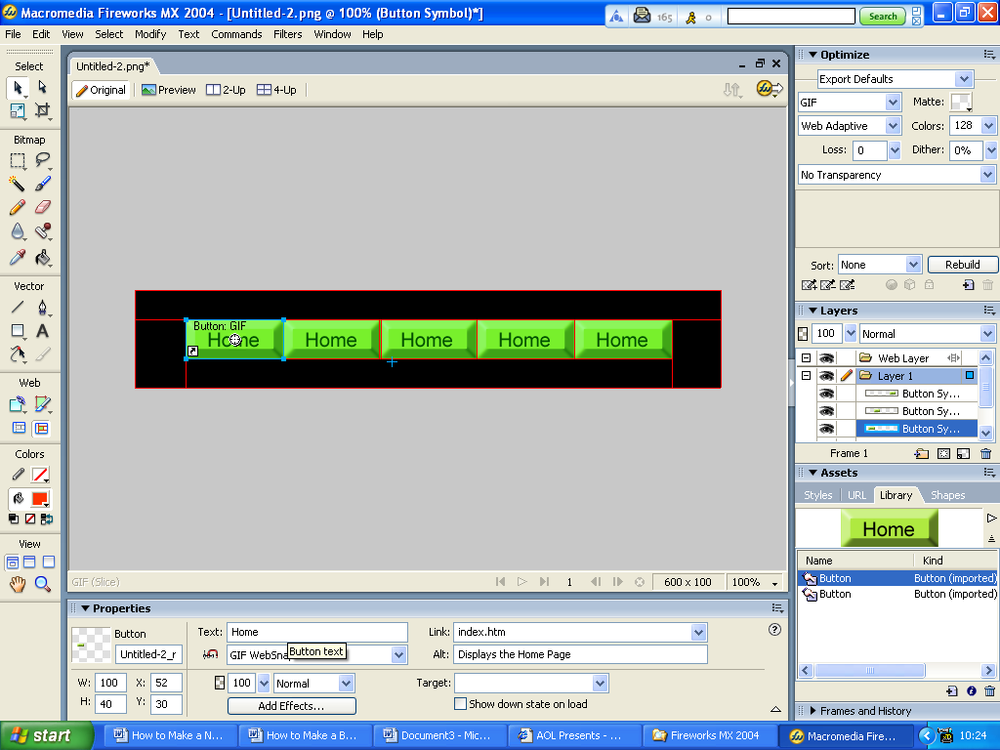 Macromedia Fireworks MX 2004 - [Untitled-2.png @ 100% (Button Symbol)*]
165
0
Search
File Edit View Select Modify Text Commands Filters Window Help
Select
Bitmap
Vector
Web
Colors
View
Untitled-2.png*
Original Preview 2-Up 4-Up
Button: GIF
Home Home Home Home Home
GIF (Slice)
1
600 x 100
100%
Properties
Button
Untitled-2_r
Text: Home
GIF WebSna
Button text
Link: index.htm
Alt: Displays the Home Page
W: 100 X: 52
H: 40 Y: 30
100 Normal
Add Effects...
Target:
Show down state on load
Optimize
Export Defaults
GIF Matte:
Web Adaptive Colors: 128
Loss: 0 Dither: 0%
No Transparency
Sort: None Rebuild
Layers
100 Normal
Web Layer
Layer 1
Button Sy...
Button Sy...
Button Sy...
Frame 1
Assets
Styles URL Library Shapes
Home
Name Kind
Button Button (imported)
Button Button (imported)
Frames and History
start
How to Make a N...
How to Make a B...
Document3 - Mic...
AOL Presents - ...
Fireworks MX 2004
Macromedia Fire...
10:24